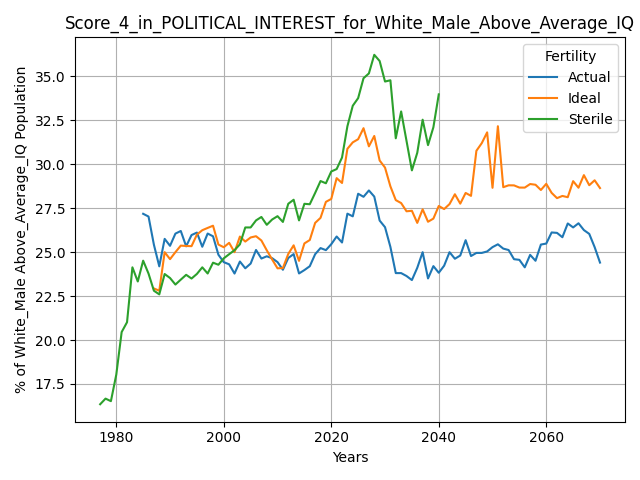 Score_4_in_POLITICAL_INTEREST_for_White_Male_Above_Average_IQ
% of White_Male Above_Average_IQ Population
35.0
32.5
30.0
27.5
25.0
22.5
20.0
17.5
Fertility
Actual
Ideal
Sterile
1980
2000
2020
2040
2060
Years